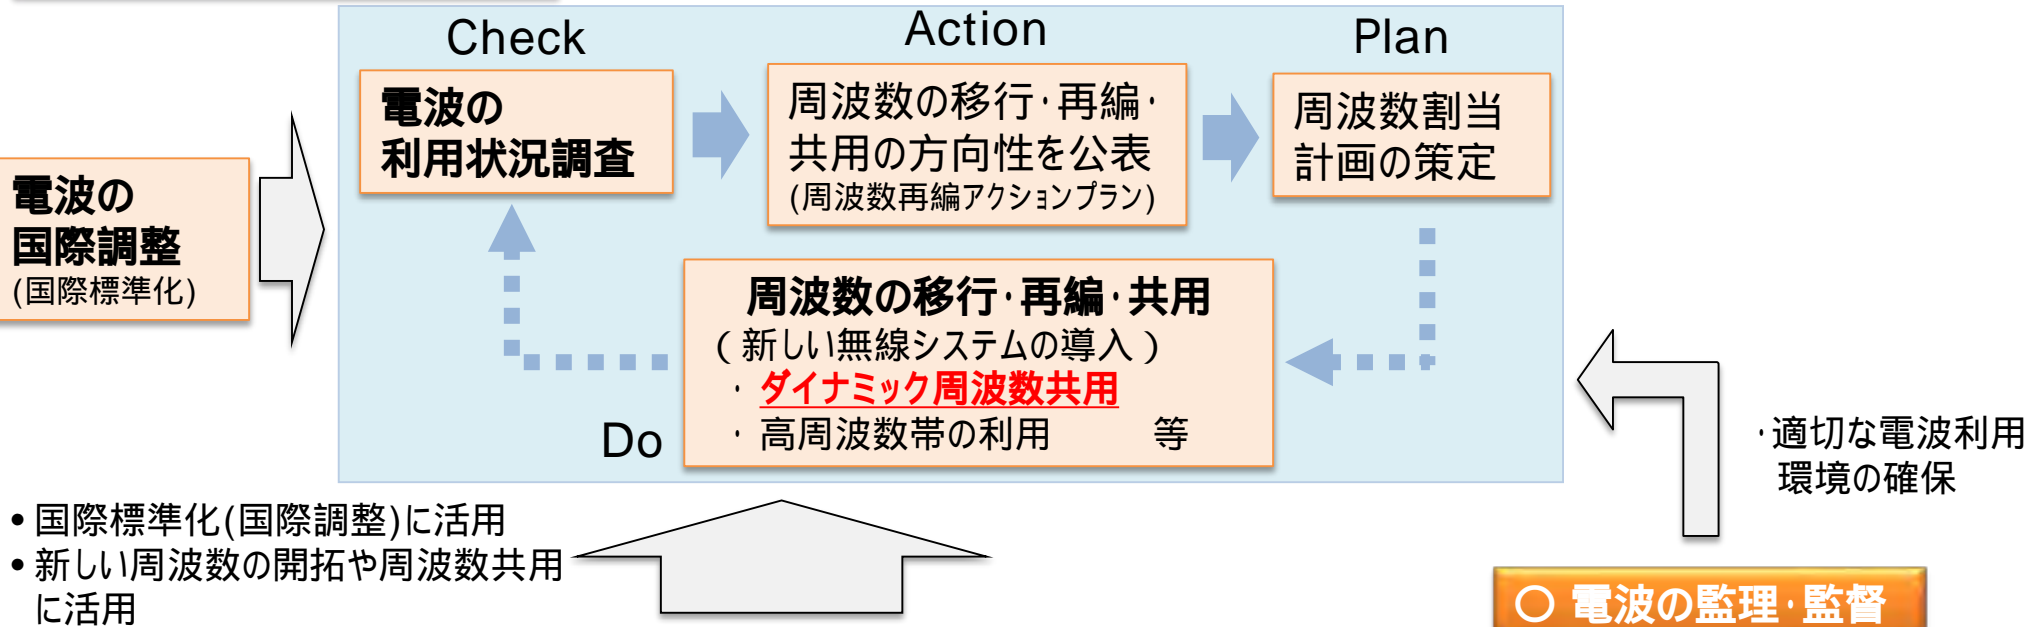 Check
電波の
利用状況調査
Action
周波数の移行・再編・
共用の方向性を公表
(周波数再編アクションプラン)
Plan
周波数割当
計画の策定
電波の
国際調整
(国際標準化)
周波数の移行・再編・共用
（新しい無線システムの導入）
・ダイナミック周波数共用
・高周波数帯の利用　　等
Do
・適切な電波利用
環境の確保
• 国際標準化(国際調整)に活用
• 新しい周波数の開拓や周波数共用
に活用
○ 電波の監理・監督